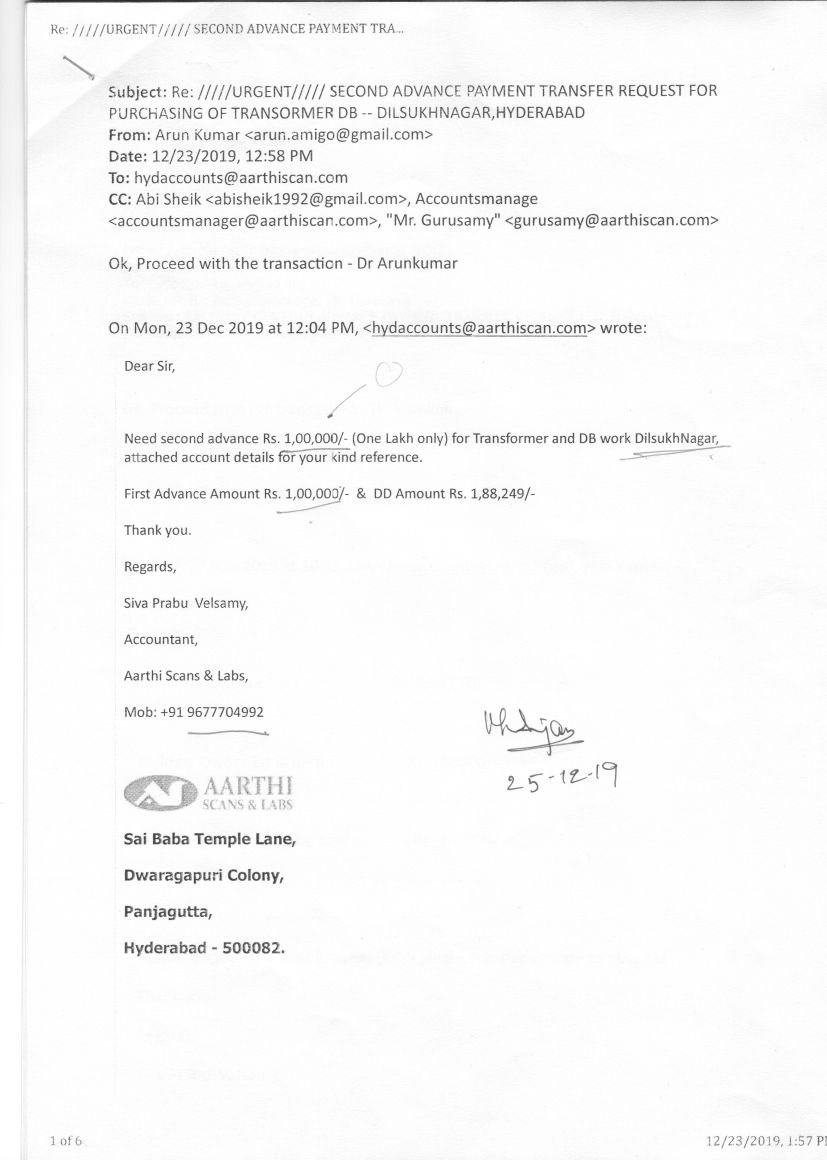 Re: /////URGENT///// SECOND ADVANCE PAYMENT TRA...
Subject: Re: /////URGENT///// SECOND ADVANCE PAYMENT TRANSFER REQUEST FOR
PURCHASING OF TRANSORMER DB -- DILSUKHNAGAR,HYDERABAD
From: Arun Kumar <arun.amigo@gmail.com>
Date: 12/23/2019, 12:58 PM
To: hydaccounts@aarthiscan.com
CC: Abi Sheik <abisheik1992@gmail.com>, Accountsmanage
<accountsmanager@aarthiscan.com>, "Mr. Gurusamy" <gurusamy@aarthiscan.com>
Ok, Proceed with the transaction - Dr Arunkumar
On Mon, 23 Dec 2019 at 12:04 PM, <hydaccounts@aarthiscan.com> wrote:
Dear Sir,
Need second advance Rs. 1,00,000/- (One Lakh only) for Transformer and DB work DilsukhNagar,
attached account details for your kind reference.
First Advance Amount Rs. 1,00,000/- & DD Amount Rs. 1,88,249/-
Thank you.
Regards,
Siva Prabu Velsamy,
Accountant,
Aarthi Scans & Labs,
Mob: +91 9677704992
25-12-19
AARTHI
SCANS & LABS
Sai Baba Temple Lane,
Dwaragapuri Colony,
Panjagutta,
Hyderabad - 500082.
1 of 6
12/23/2019, 1:57 PM